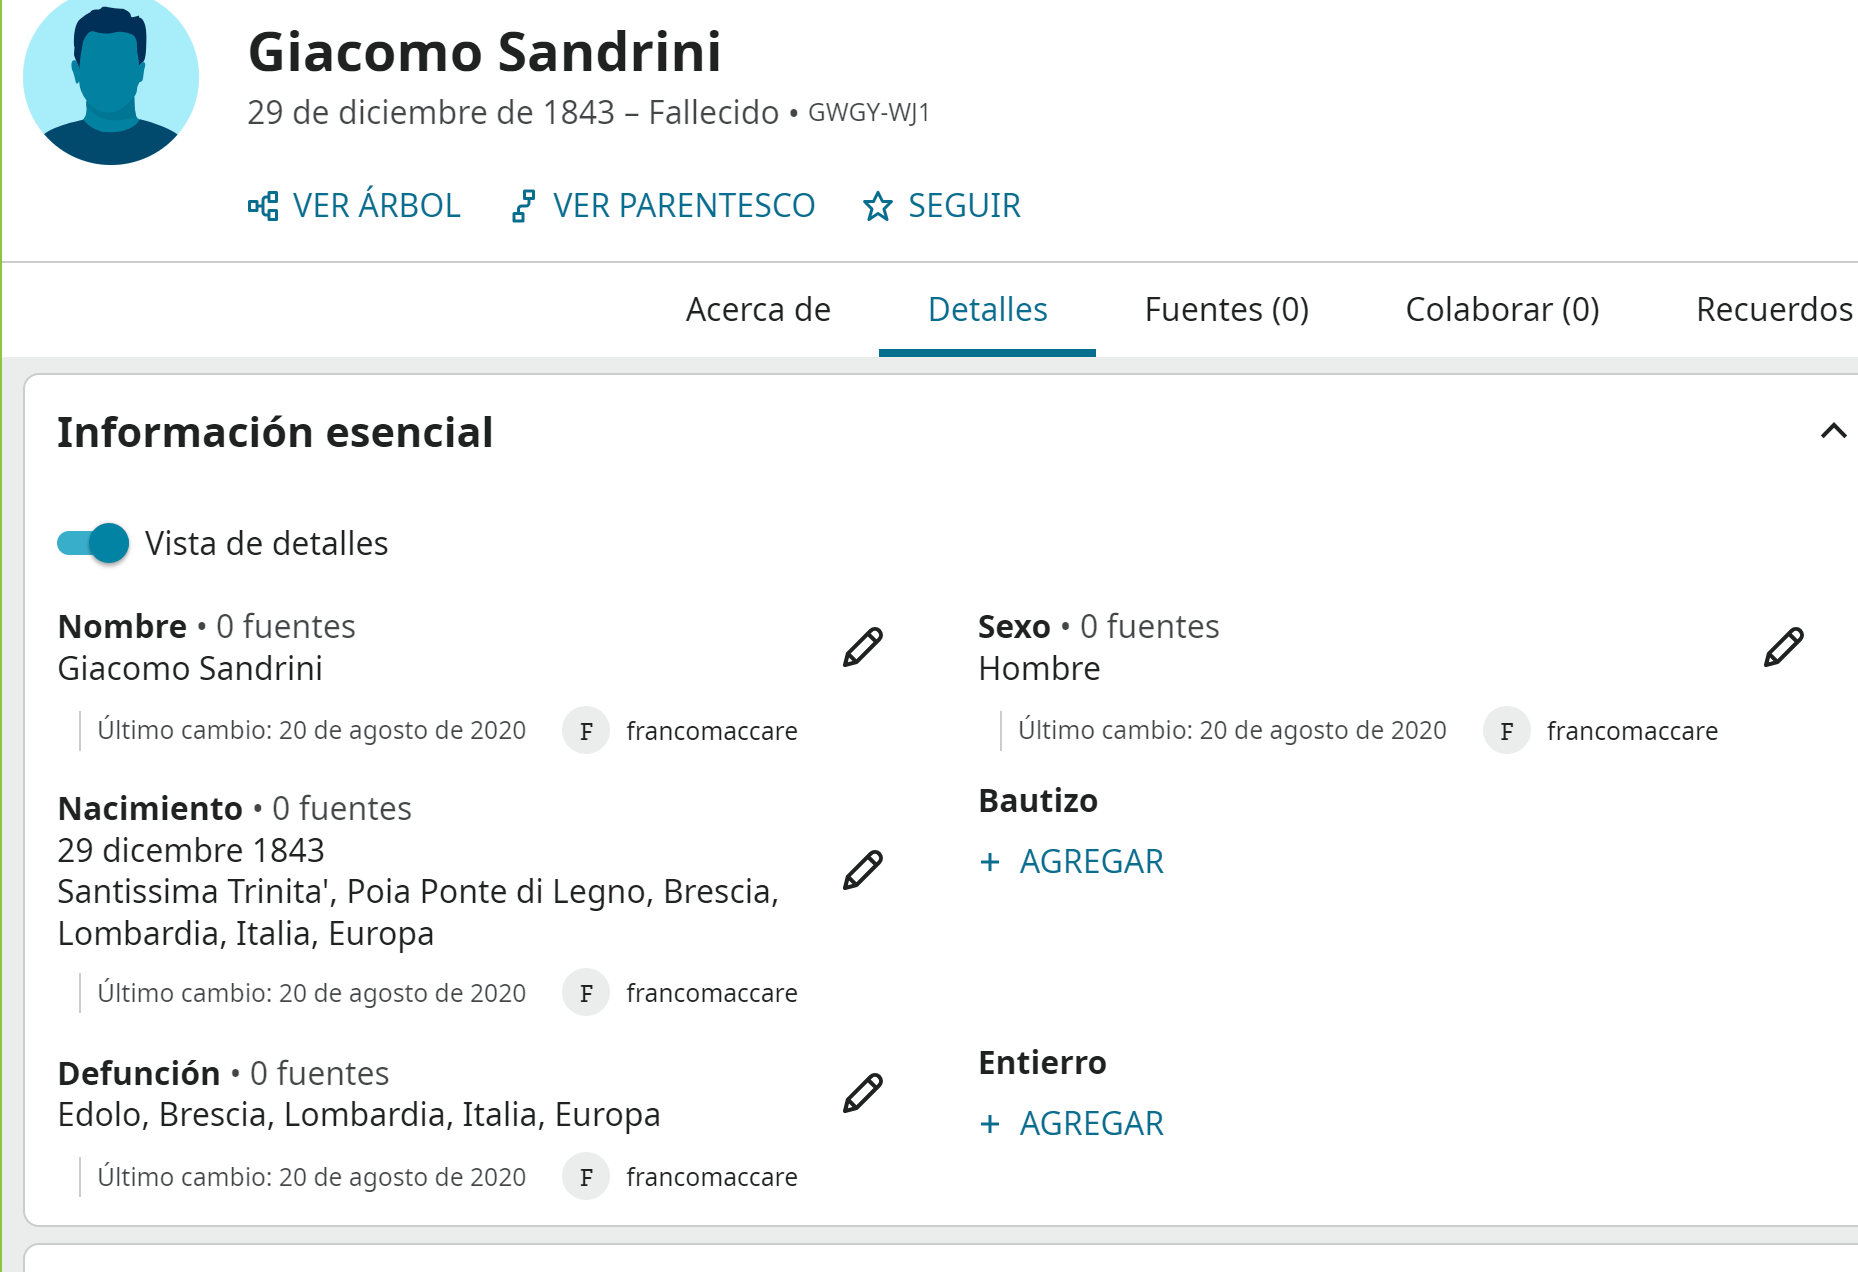 Giacomo Sandrini
29 de diciembre de 1843 – Fallecido • GWGY-WJ1
VER ÁRBOL VER PARENTESCO SEGUIR
Acerca de Detalles Fuentes (0) Colaborar (0) Recuerdos
Información esencial
Vista de detalles
Nombre • 0 fuentes
Giacomo Sandrini
Último cambio: 20 de agosto de 2020 F francomaccare
Sexo • 0 fuentes
Hombre
Último cambio: 20 de agosto de 2020 F francomaccare
Nacimiento • 0 fuentes
29 dicembre 1843
Santissima Trinita', Poia Ponte di Legno, Brescia,
Lombardia, Italia, Europa
Último cambio: 20 de agosto de 2020 F francomaccare
Bautizo
+ AGREGAR
Defunción • 0 fuentes
Edolo, Brescia, Lombardia, Italia, Europa
Último cambio: 20 de agosto de 2020 F francomaccare
Entierro
+ AGREGAR